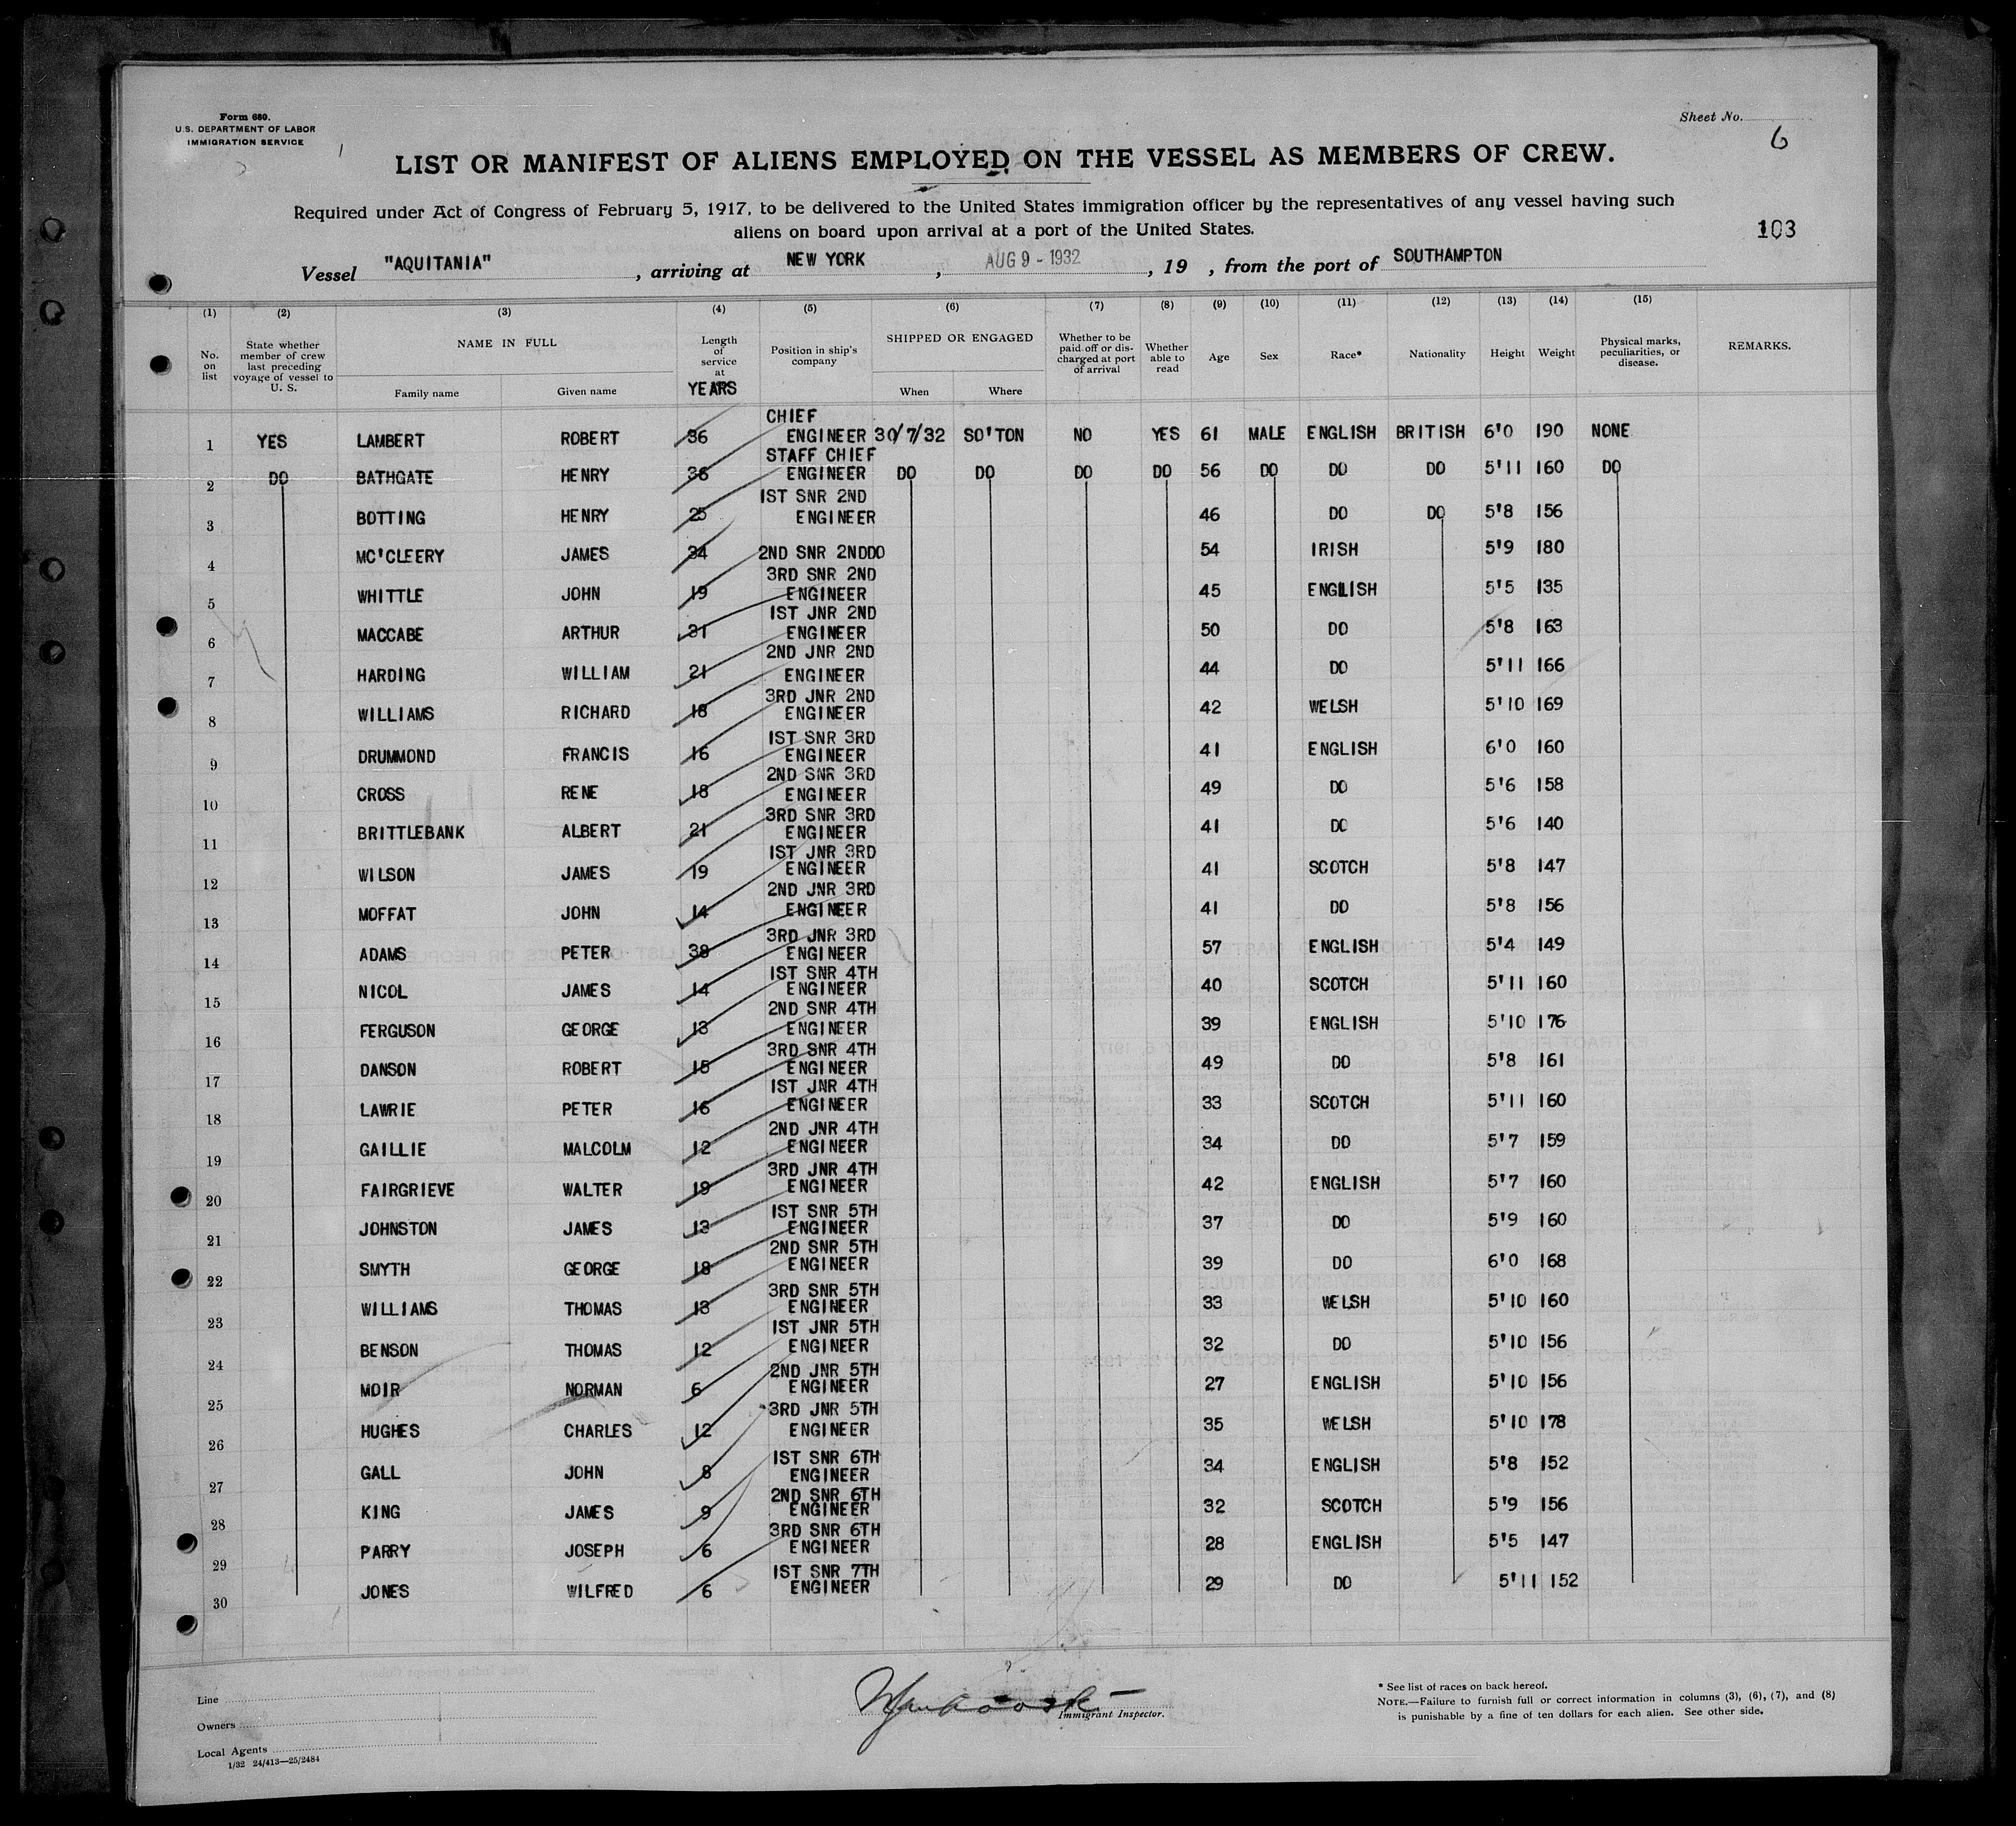 Form 680.
U.S. DEPARTMENT OF LABOR
IMMIGRATION SERVICE
Sheet No.
6
LIST OR MANIFEST OF ALIENS EMPLOYED ON THE VESSEL AS MEMBERS OF CREW.
Required under Act of Congress of February 5, 1917, to be delivered to the United States immigration officer by the representatives of any vessel having such
aliens on board upon arrival at a port of the United States.
103
Vessel "AQUITANIA", arriving at NEW YORK, AUG 9 - 1932, 19 , from the port of SOUTHAMPTON
(1) (2) (3) (4) (5) (6) (7) (8) (9) (10) (11) (12) (13) (14) (15)
No. on list
State whether member of crew last preceding voyage of vessel to U. S.
NAME IN FULL
Family name
Given name
Length of service at
YEARS
Position in ship's company
SHIPPED OR ENGAGED
When
Where
Whether to be paid off or discharged at port of arrival
Whether able to read
Age
Sex
Race*
Nationality
Height
Weight
Physical marks, peculiarities, or disease.
REMARKS.
1 YES LAMBERT ROBERT 36 CHIEF ENGINEER 30/7/32 SO'TON NO YES 61 MALE ENGLISH BRITISH 6'0 190 NONE
2 DO BATHGATE HENRY 36 STAFF CHIEF ENGINEER DO DO DO DO 56 DO DO DO 5'11 160 DO
3 BOTTING HENRY 25 1ST SNR 2ND ENGINEER 46 DO DO 5'8 156
4 MC'CLEERY JAMES 34 2ND SNR 2NDDO 54 IRISH 5'9 180
5 WHITTLE JOHN 19 3RD SNR 2ND ENGINEER 45 ENGLISH 5'5 135
6 MACCABE ARTHUR 31 1ST JNR 2ND ENGINEER 50 DO 5'8 163
7 HARDING WILLIAM 21 2ND JNR 2ND ENGINEER 44 DO 5'11 166
8 WILLIAMS RICHARD 18 3RD JNR 2ND ENGINEER 42 WELSH 5'10 169
9 DRUMMOND FRANCIS 16 1ST SNR 3RD ENGINEER 41 ENGLISH 6'0 160
10 CROSS RENE 18 2ND SNR 3RD ENGINEER 49 DO 5'6 158
11 BRITTLEBANK ALBERT 21 3RD SNR 3RD ENGINEER 41 DO 5'6 140
12 WILSON JAMES 19 1ST JNR 3RD ENGINEER 41 SCOTCH 5'8 147
13 MOFFAT JOHN 14 2ND JNR 3RD ENGINEER 41 DO 5'8 156
14 ADAMS PETER 38 3RD JNR 3RD ENGINEER 57 ENGLISH 5'4 149
15 NICOL JAMES 14 1ST SNR 4TH ENGINEER 40 SCOTCH 5'11 160
16 FERGUSON GEORGE 13 2ND SNR 4TH ENGINEER 39 ENGLISH 5'10 176
17 DANSON ROBERT 15 3RD SNR 4TH ENGINEER 49 DO 5'8 161
18 LAWRIE PETER 16 1ST JNR 4TH ENGINEER 33 SCOTCH 5'11 160
19 GAILLIE MALCOLM 12 2ND JNR 4TH ENGINEER 34 DO 5'7 159
20 FAIRGRIEVE WALTER 19 3RD JNR 4TH ENGINEER 42 ENGLISH 5'7 160
21 JOHNSTON JAMES 13 1ST SNR 5TH ENGINEER 37 DO 5'9 160
22 SMYTH GEORGE 18 2ND SNR 5TH ENGINEER 39 DO 6'0 168
23 WILLIAMS THOMAS 13 3RD SNR 5TH ENGINEER 33 WELSH 5'10 160
24 BENSON THOMAS 12 1ST JNR 5TH ENGINEER 32 DO 5'10 156
25 MOIR NORMAN 6 2ND JNR 5TH ENGINEER 27 ENGLISH 5'10 156
26 HUGHES CHARLES 12 3RD JNR 5TH ENGINEER 35 WELSH 5'10 178
27 GALL JOHN 8 1ST SNR 6TH ENGINEER 34 ENGLISH 5'8 152
28 KING JAMES 9 2ND SNR 6TH ENGINEER 32 SCOTCH 5'9 156
29 PARRY JOSEPH 6 3RD SNR 6TH ENGINEER 28 ENGLISH 5'5 147
30 JONES WILFRED 6 1ST SNR 7TH ENGINEER 29 DO 5'11 152
Line
Owners
Local Agents
1/32 24/413—25/2484
Immigrant Inspector.
* See list of races on back hereof.
NOTE.—Failure to furnish full or correct information in columns (3), (6), (7), and (8)
is punishable by a fine of ten dollars for each alien. See other side.